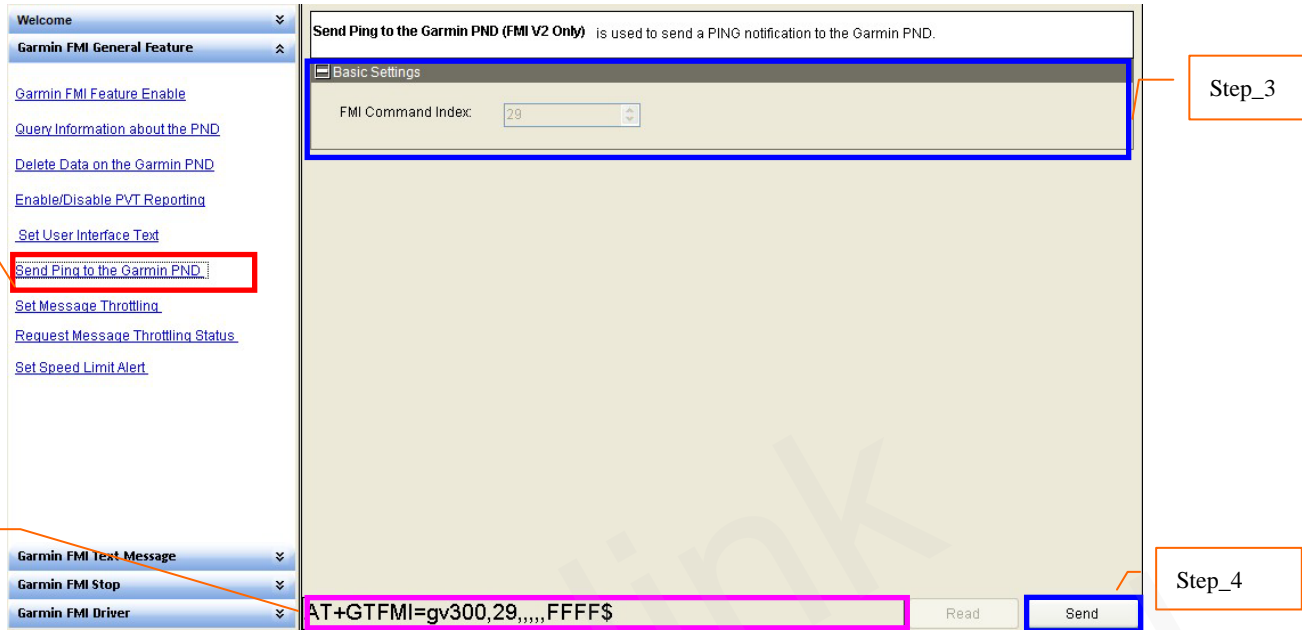 Welcome
Garmin FMI General Feature
Garmin FMI Feature Enable
Query Information about the PND
Delete Data on the Garmin PND
Enable/Disable PVT Reporting
Set User Interface Text
Send Ping to the Garmin PND
Set Message Throttling
Request Message Throttling Status
Set Speed Limit Alert
Garmin FMI Text Message
Garmin FMI Stop
Garmin FMI Driver
Send Ping to the Garmin PND (FMI V2 Only) is used to send a PING notification to the Garmin PND.
Basic Settings
FMI Command Index: 29
Step_3
AT+GTFMI=gv300,29,,,,,FFFF$
Read
Send
Step_4
link